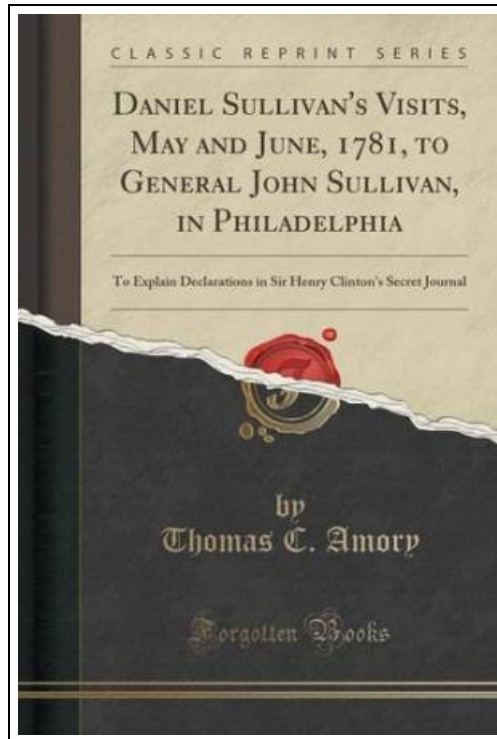 CLASSIC REPRINT SERIES
DANIEL SULLIVAN'S VISITS,
MAY AND JUNE, 1781, TO
GENERAL JOHN SULLIVAN,
IN PHILADELPHIA
To Explain Declarations in Sir Henry Clinton's Secret Journal
by
Thomas C. Amory
Forgotten Books